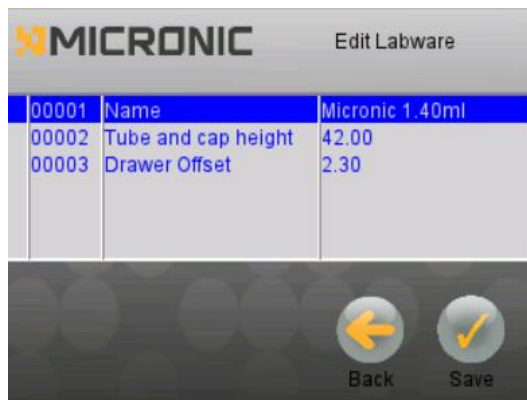 MICRONIC Edit Labware
00001 Name Micronic 1.40ml
00002 Tube and cap height 42.00
00003 Drawer Offset 2.30
Back Save